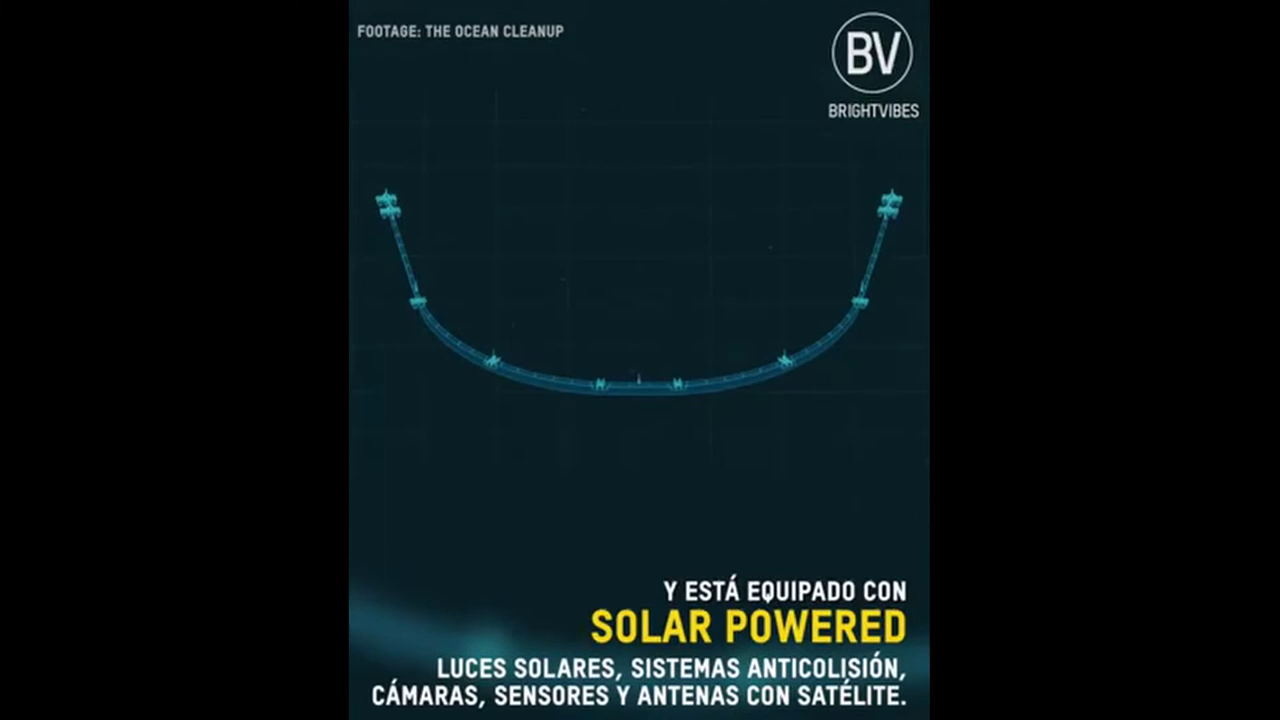 FOOTAGE: THE OCEAN CLEANUP
BV
BRIGHTVIBES
Y ESTÁ EQUIPADO CON
SOLAR POWERED
LUCES SOLARES, SISTEMAS ANTICOLISIÓN,
CÁMARAS, SENSORES Y ANTENAS CON SATÉLITE.